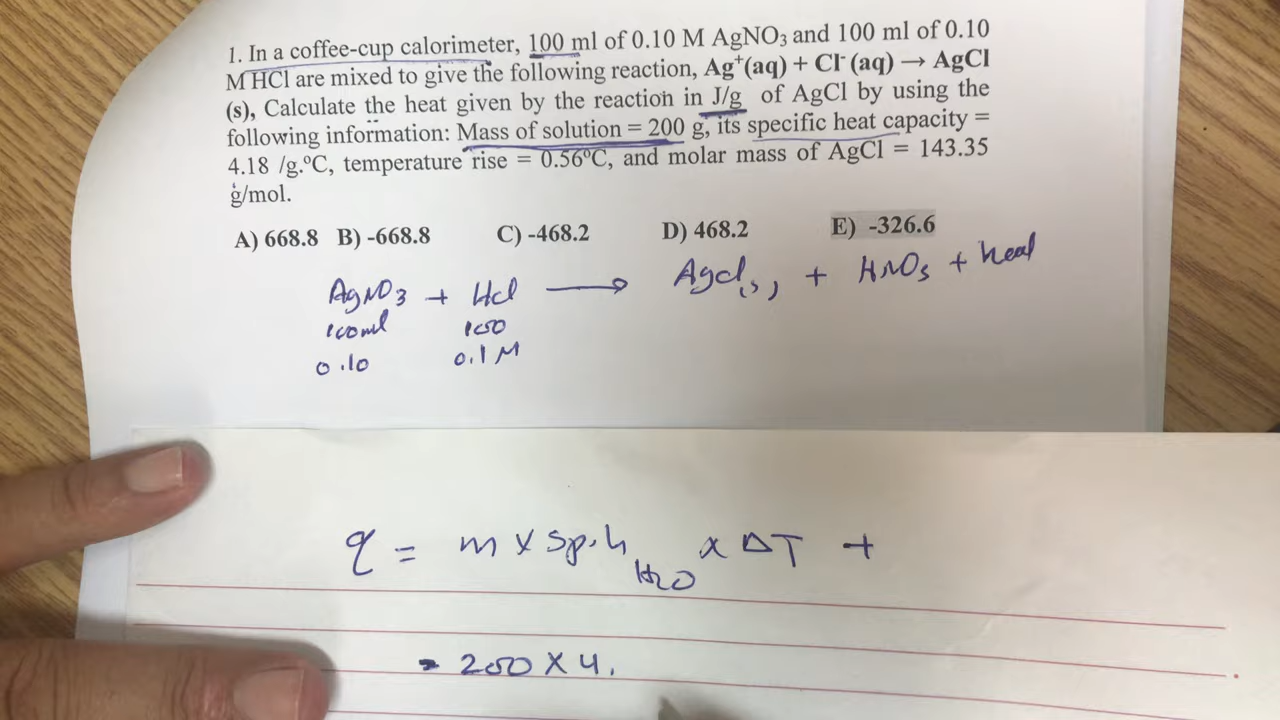 1. In a coffee-cup calorimeter, 100 ml of 0.10 M AgNO₃ and 100 ml of 0.10
M HCl are mixed to give the following reaction, Ag⁺(aq) + Cl⁻ (aq) → AgCl
(s), Calculate the heat given by the reaction in J/g of AgCl by using the
following information: Mass of solution = 200 g, its specific heat capacity =
4.18 /g.ºC, temperature rise = 0.56ºC, and molar mass of AgCl = 143.35
g/mol.
A) 668.8 B) -668.8 C) -468.2 D) 468.2 E) -326.6
AgNO3 + Hcl → Agcl(s) + HNO3 + heat
100ml 100
0.10 0.1 M
q = m x sp.h H2O x ΔT +
= 200 x 4.